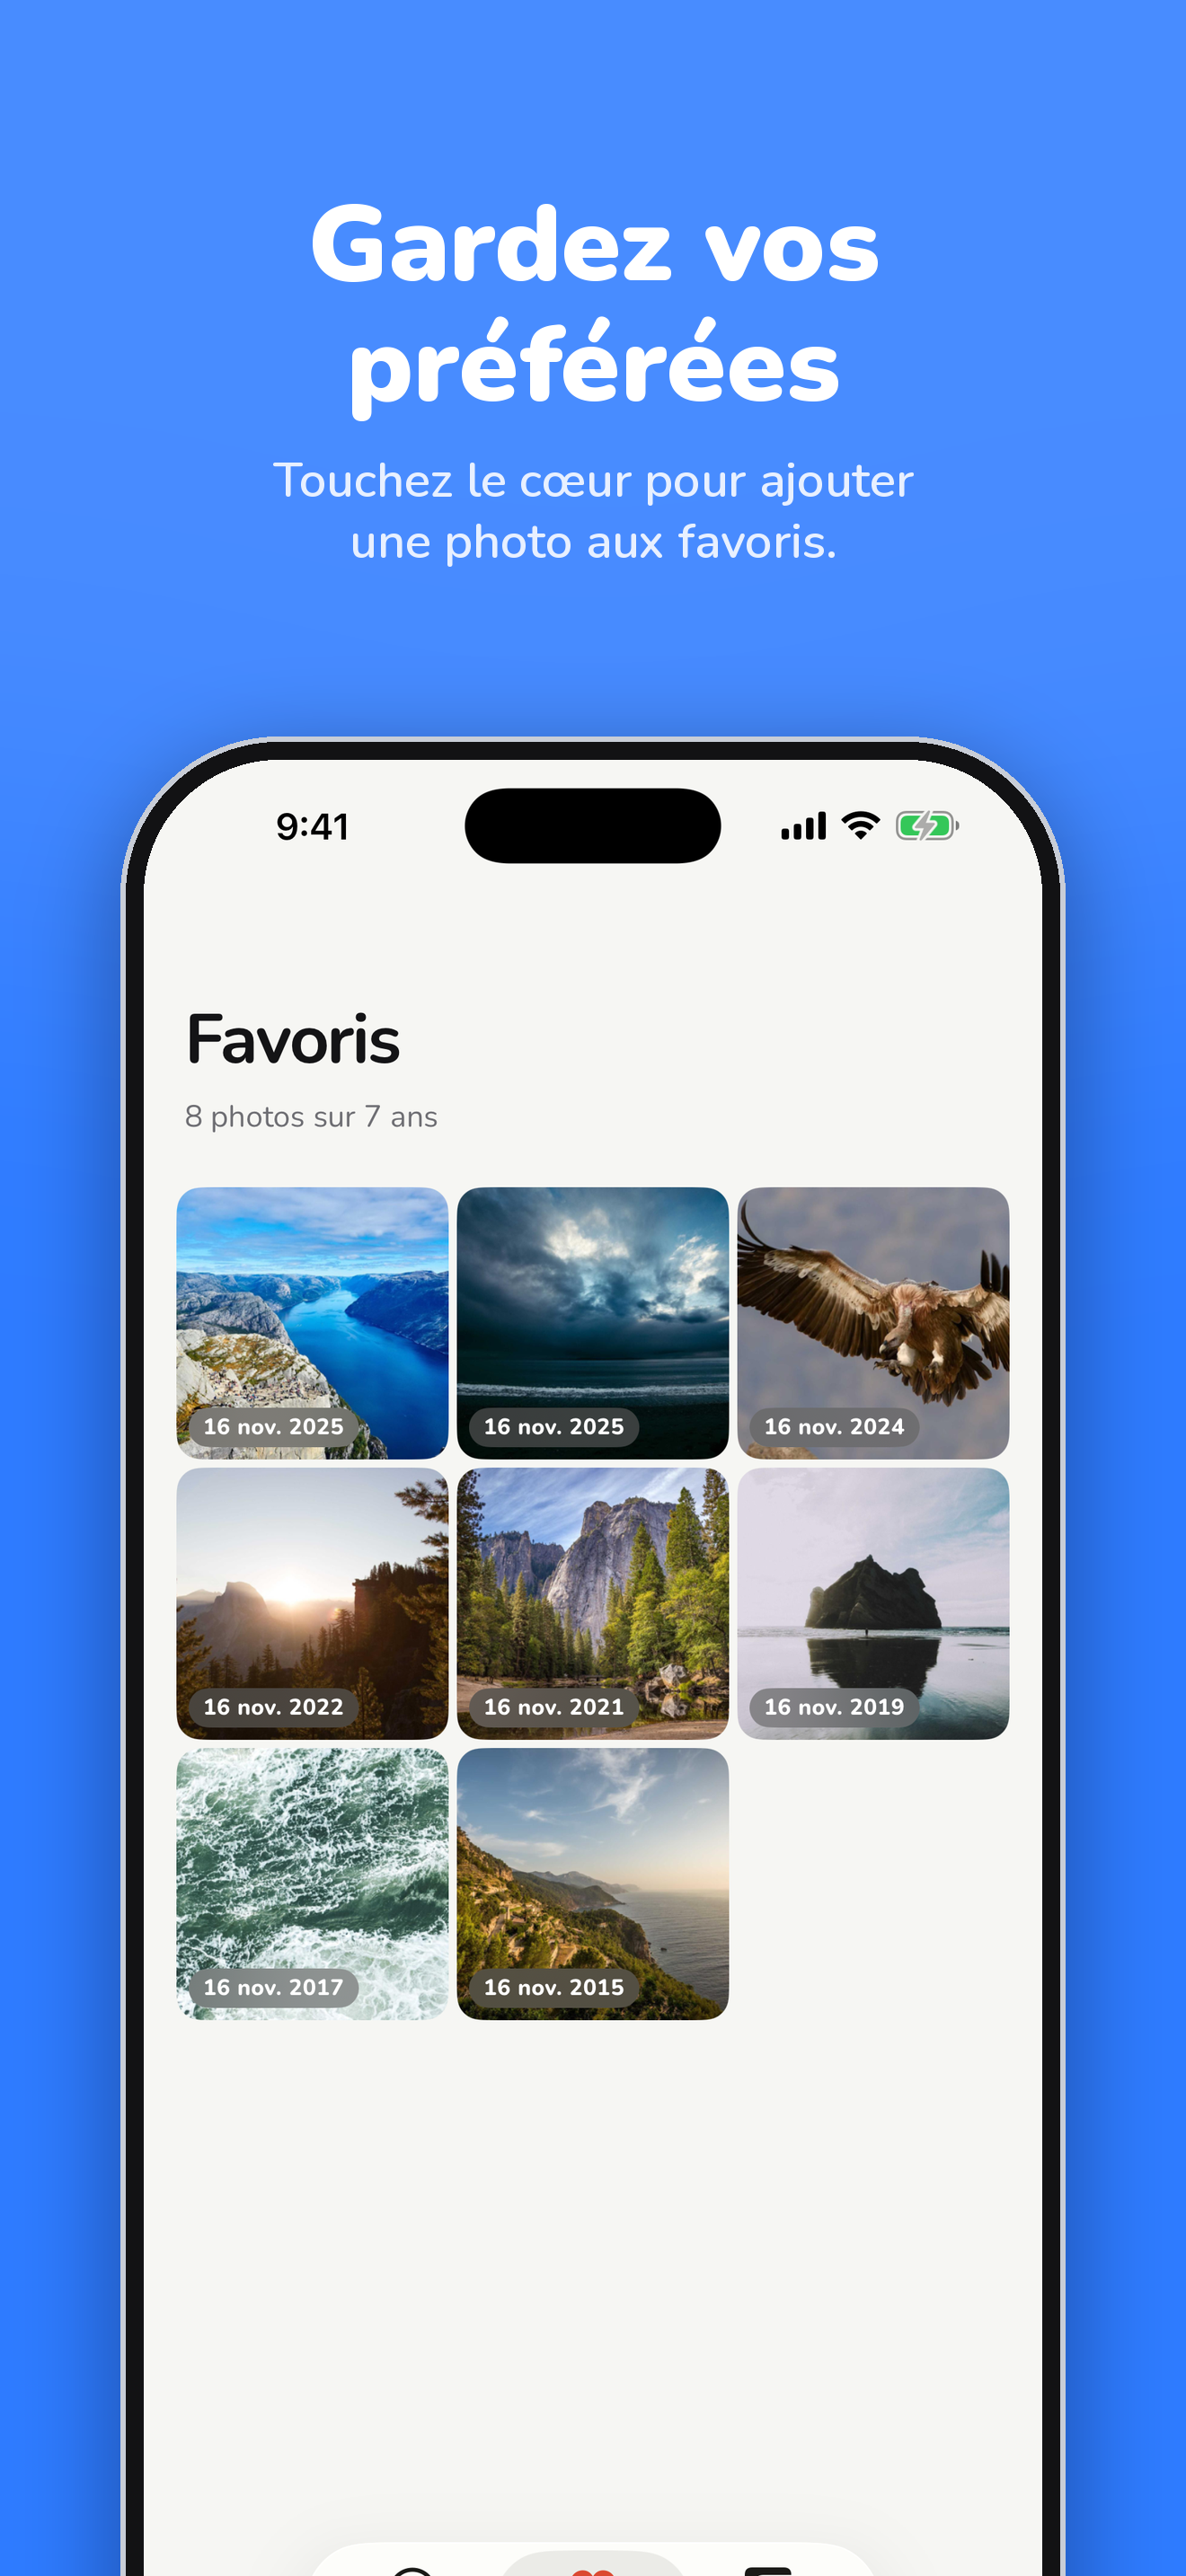 Gardez vos
préférées
Touchez le cœur pour ajouter
une photo aux favoris.
9:41
Favoris
8 photos sur 7 ans
16 nov. 2025
16 nov. 2025
16 nov. 2024
16 nov. 2022
16 nov. 2021
16 nov. 2019
16 nov. 2017
16 nov. 2015